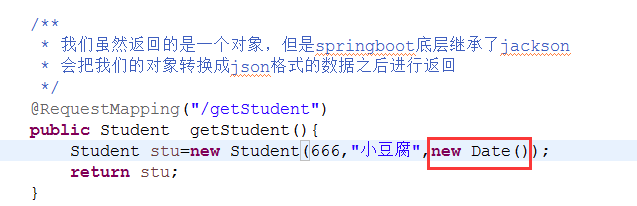 /**
* 我们虽然返回的是一个对象，但是springboot底层继承了jackson
* 会把我们的对象转换成json格式的数据之后进行返回
*/
@RequestMapping("/getStudent")
public Student  getStudent(){
Student stu=new Student(666,"小豆腐",new Date());
return stu;
}